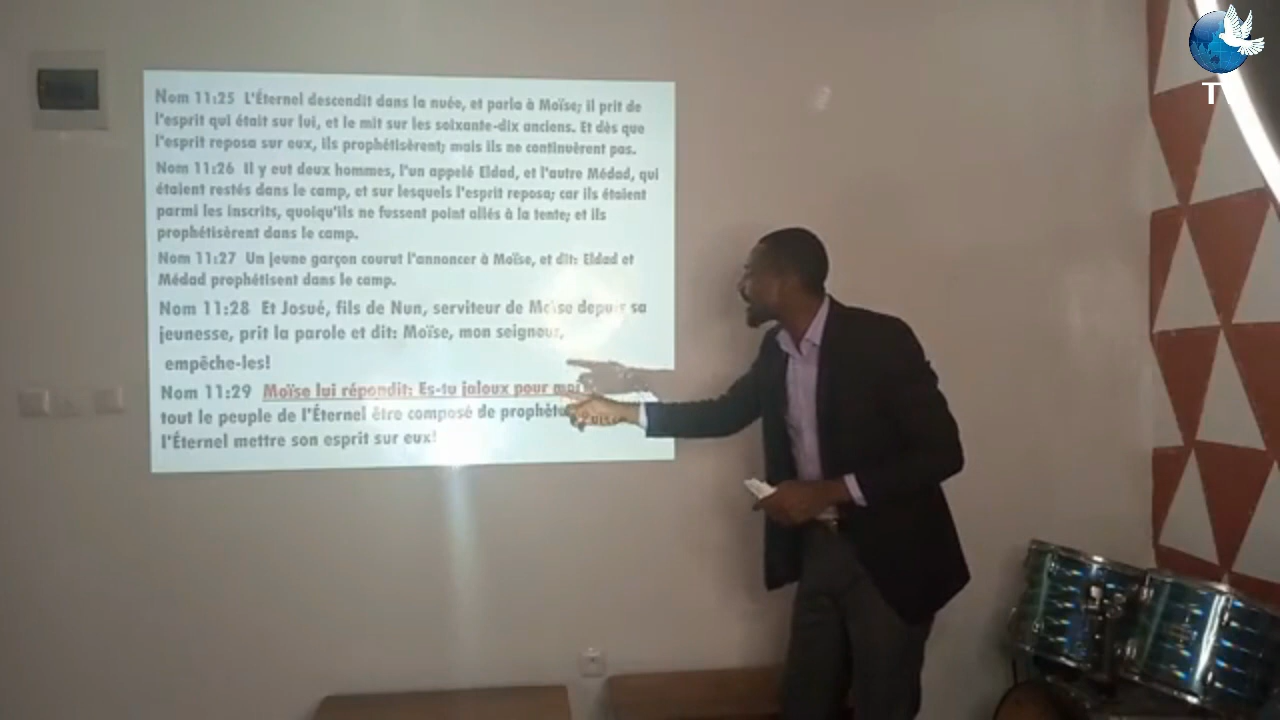 Nom 11:25 L'Éternel descendit dans la nuée, et parla à Moïse; il prit de
l'esprit qui était sur lui, et le mit sur les soixante-dix anciens. Et dès que
l'esprit reposa sur eux, ils prophétisèrent; mais ils ne continuèrent pas.
Nom 11:26 Il y eut deux hommes, l'un appelé Eldad, et l'autre Médad, qui
étaient restés dans le camp, et sur lesquels l'esprit reposa; car ils étaient
parmi les inscrits, quoiqu'ils ne fussent point allés à la tente; et ils
prophétisèrent dans le camp.
Nom 11:27 Un jeune garçon courut l'annoncer à Moïse, et dit: Eldad et
Médad prophétisent dans le camp.
Nom 11:28 Et Josué, fils de Nun, serviteur de Moïse depuis sa
jeunesse, prit la parole et dit: Moïse, mon seigneur,
empêche-les!
Nom 11:29 Moïse lui répondit: Es-tu jaloux pour
tout le peuple de l'Éternel être composé de
l'Éternel mettre son esprit sur eux!